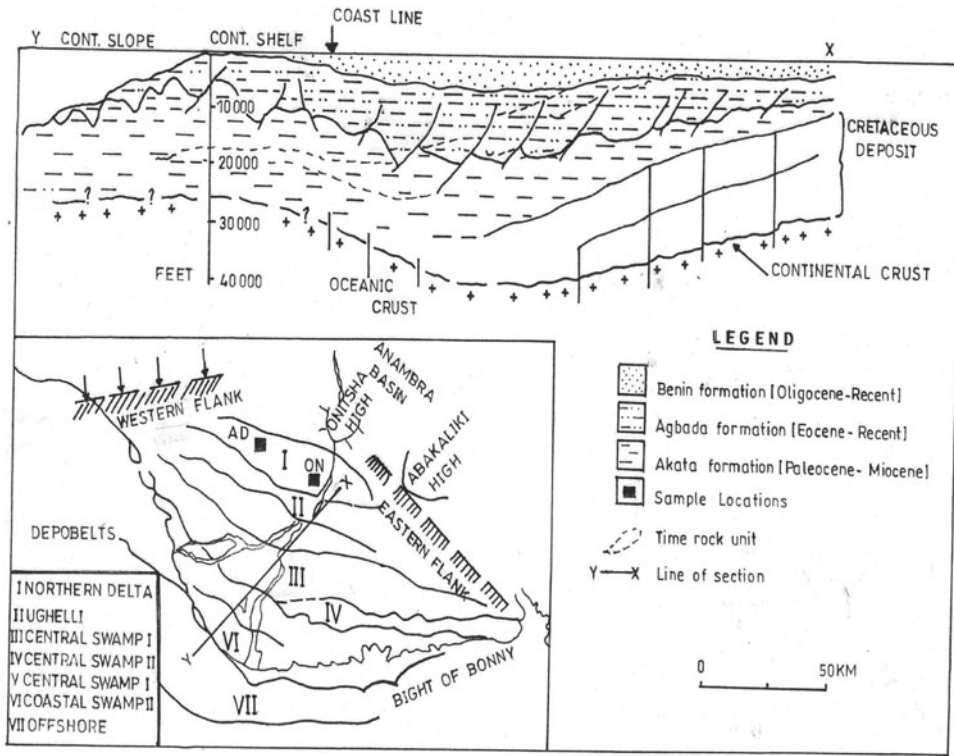 COAST LINE
Y CONT. SLOPE CONT. SHELF X
10000
20000
30000
40000
FEET
? ? ?
OCEANIC
CRUST
CRETACEOUS
DEPOSIT
CONTINENTAL CRUST
WESTERN FLANK
ONITSHA
HIGH
ANAMBRA
BASIN
ABAKALIKI
HIGH
EASTERN FLANK
AD
ON
I
II
III
IV
VI
VII
X
Y
DEPOBELTS
BIGHT OF BONNY
I NORTHERN DELTA
II UGHELLI
III CENTRAL SWAMP I
IV CENTRAL SWAMP II
V CENTRAL SWAMP I
VI COASTAL SWAMP II
VII OFFSHORE
LEGEND
Benin formation [Oligocene-Recent]
Agbada formation [Eocene-Recent]
Akata formation [Paleocene-Miocene]
Sample Locations
Time rock unit
Y X Line of section
0 50KM